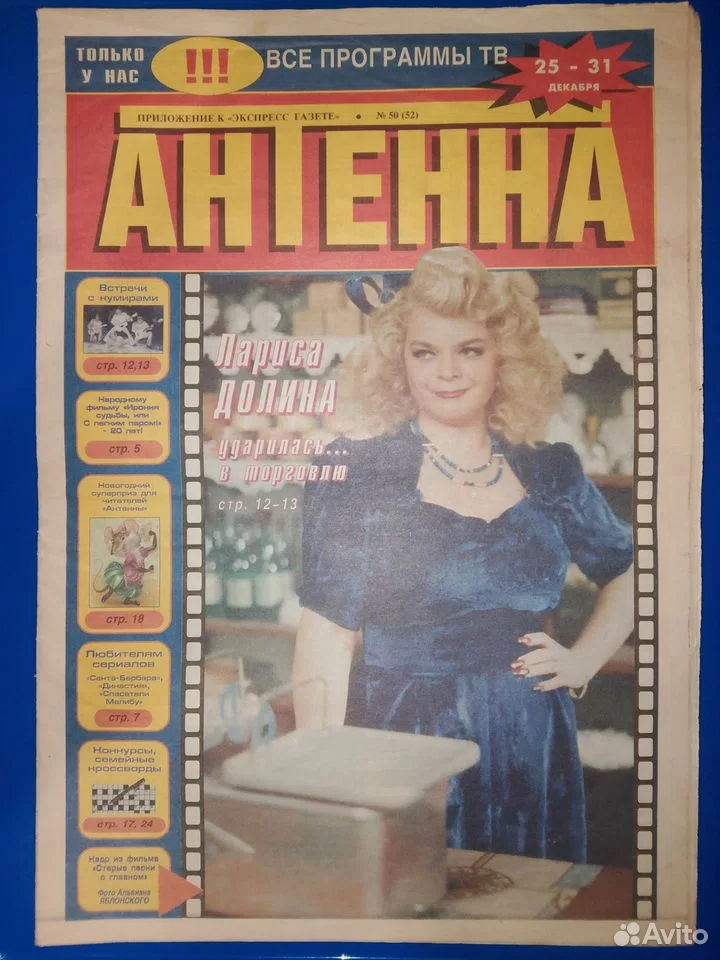 ТОЛЬКО
У НАС
!!!
ВСЕ ПРОГРАММЫ ТВ
25 - 31
ДЕКАБРЯ
ПРИЛОЖЕНИЕ К «ЭКСПРЕСС ГАЗЕТЕ» • № 50 (52)
АНТЕННА
Встречи
с кумирами
стр. 12,13
Народному
фильму «Ирония
судьбы, или
С легким паром!»
- 20 лет!
стр. 5
Новогодний
суперприз для
читателей
«Антенны»
стр. 18
Любителям
сериалов
«Санта-Барбара»,
«Династия»,
«Спасатели
Малибу»
стр. 7
Конкурсы,
семейные
кроссворды
стр. 17, 24
Кадр из фильма
«Старые песни
о главном»
Фото Альвиана
ЯБЛОНСКОГО
Лариса
ДОЛИНА
ударилась...
в торговлю
стр. 12-13
Avito